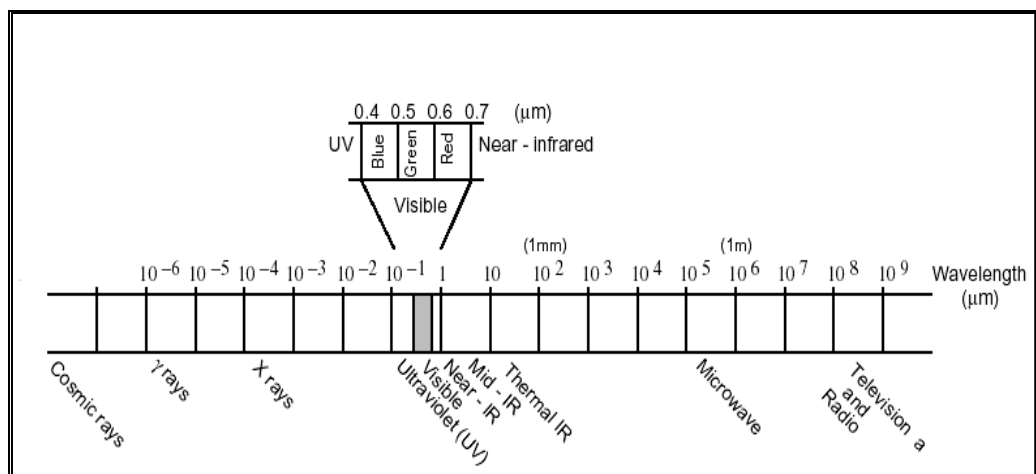 0.4 0.5 0.6 0.7 (μm)
UV Blue Green Red Near - infrared
Visible
(1mm) (1m)
10⁻⁶ 10⁻⁵ 10⁻⁴ 10⁻³ 10⁻² 10⁻¹ 1 10 10² 10³ 10⁴ 10⁵ 10⁶ 10⁷ 10⁸ 10⁹ Wavelength
(μm)
Cosmic rays
γ rays
X rays
Ultraviolet (UV)
Visible
Near - IR
Mid - IR
Thermal IR
Microwave
Television a
and
Radio